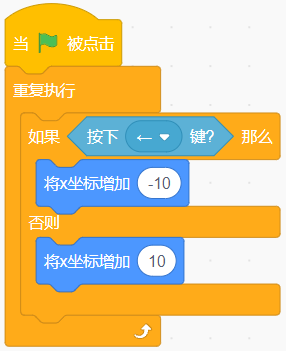 当 被点击
重复执行
如果 按下 ← 键? 那么
将x坐标增加 -10
否则
将x坐标增加 10